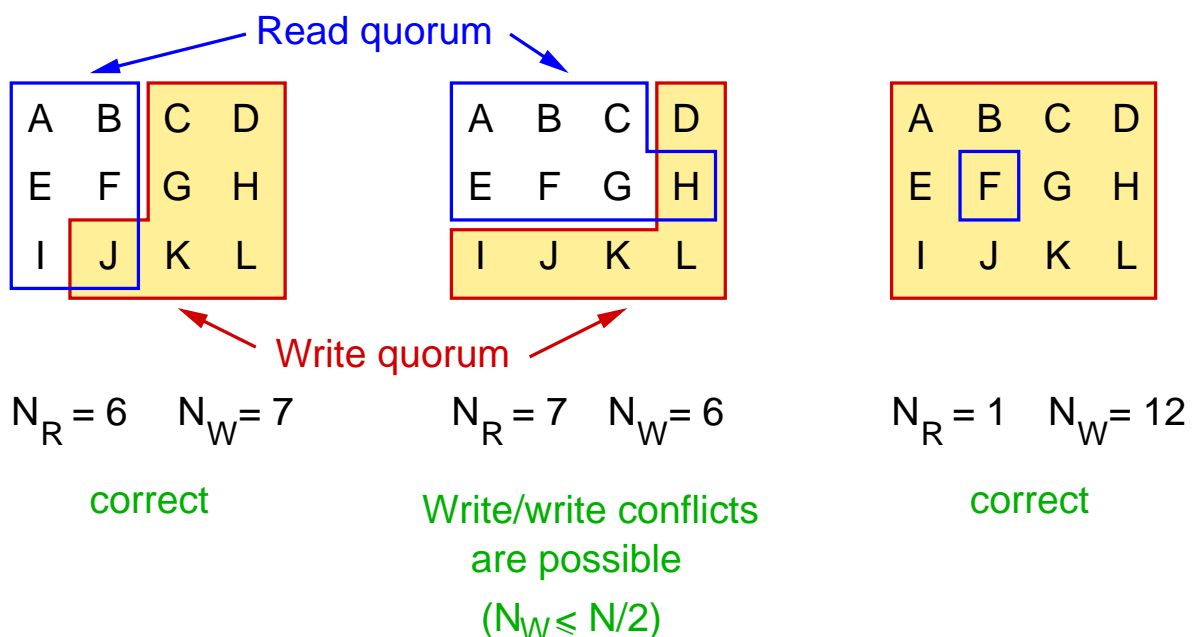 Read quorum
A B C D A B C D A B C D
E F G H E F G H E F G H
I J K L I J K L I J K L
Write quorum
N_R = 6 N_W = 7 N_R = 7 N_W = 6 N_R = 1 N_W = 12
correct Write/write conflicts correct
are possible
(N_W ⩽ N/2)